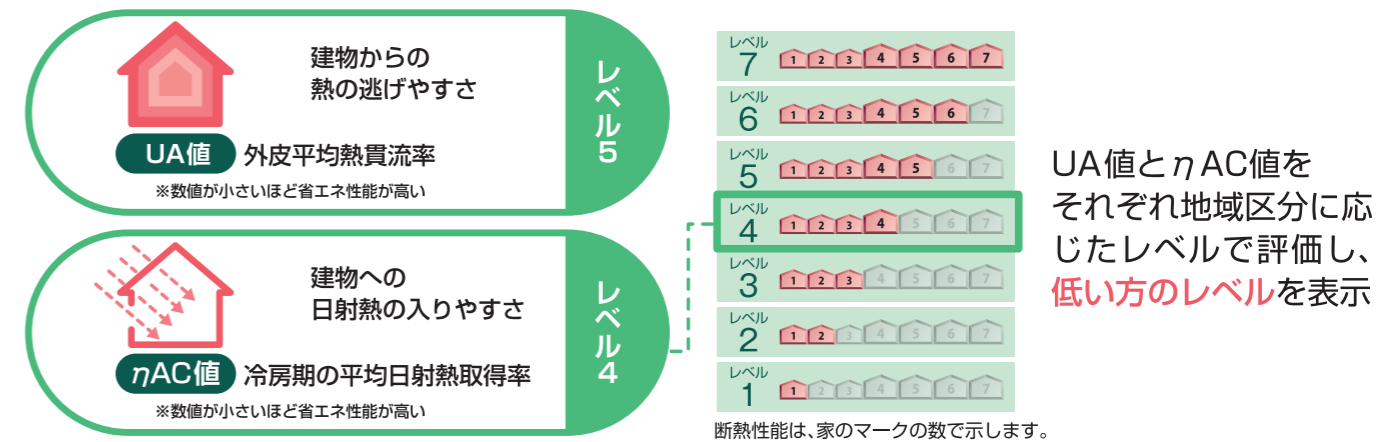 建物からの
熱の逃げやすさ
UA値 外皮平均熱貫流率
※数値が小さいほど省エネ性能が高い
レベル5
建物への
日射熱の入りやすさ
ηAC値 冷房期の平均日射熱取得率
※数値が小さいほど省エネ性能が高い
レベル4
レベル
7 1 2 3 4 5 6 7
レベル
6 1 2 3 4 5 6 7
レベル
5 1 2 3 4 5 6 7
レベル
4 1 2 3 4 5 6 7
レベル
3 1 2 3 4 5 6 7
レベル
2 1 2 3 4 5 6 7
レベル
1 1 2 3 4 5 6 7
断熱性能は、家のマークの数で示します。
UA値とηAC値を
それぞれ地域区分に応
じたレベルで評価し、
低い方のレベルを表示